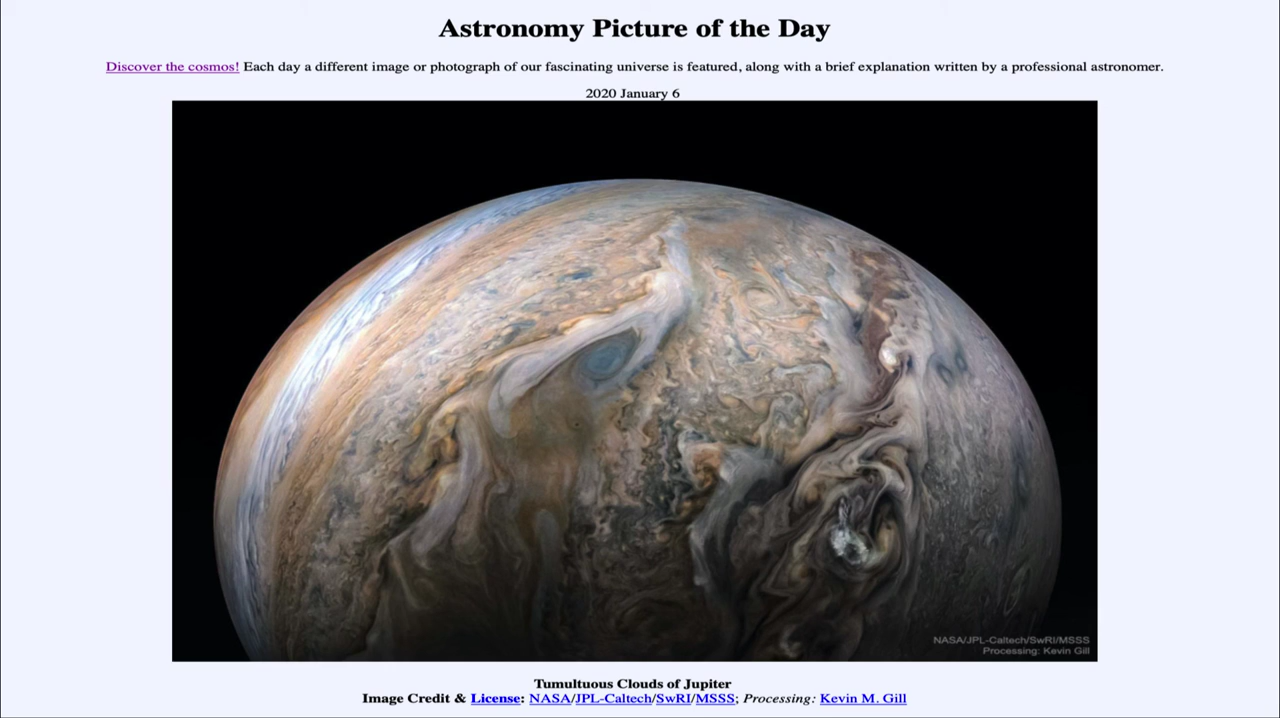 Astronomy Picture of the Day
Discover the cosmos! Each day a different image or photograph of our fascinating universe is featured, along with a brief explanation written by a professional astronomer.
2020 January 6
NASA/JPL-Caltech/SwRI/MSSS
Processing: Kevin Gill
Tumultuous Clouds of Jupiter
Image Credit & License: NASA/JPL-Caltech/SwRI/MSSS; Processing: Kevin M. Gill